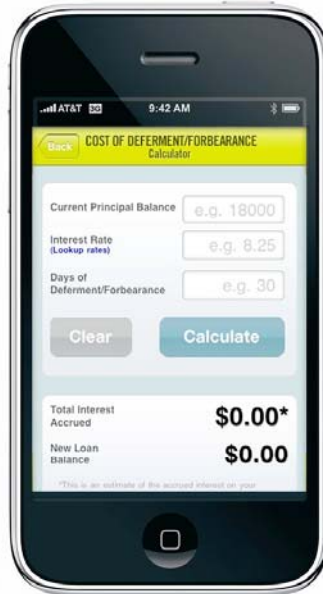 AT&T 3G 9:42 AM
Back
COST OF DEFERMENT/FORBEARANCE
Calculator
Current Principal Balance e.g. 18000
Interest Rate e.g. 8.25
(Lookup rates)
Days of
Deferment/Forbearance e.g. 30
Clear Calculate
Total Interest
Accrued $0.00*
New Loan
Balance $0.00
*This is an estimate of the accrued interest on your